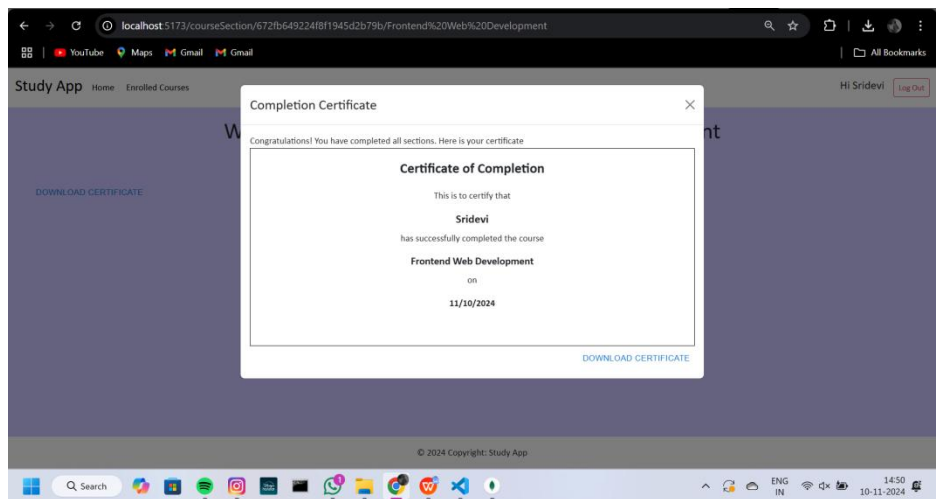 localhost:5173/courseSection/672fb649224f8f1945d2b79b/Frontend%20Web%20Development
YouTube Maps Gmail Gmail All Bookmarks
Study App Home Enrolled Courses Hi Sridevi Log Out
Completion Certificate
W nt
Congratulations! You have completed all sections. Here is your certificate
Certificate of Completion
This is to certify that
DOWNLOAD CERTIFICATE
Sridevi
has successfully completed the course
Frontend Web Development
on
11/10/2024
DOWNLOAD CERTIFICATE
© 2024 Copyright: Study App
Search ENG 14:50
IN 10-11-2024